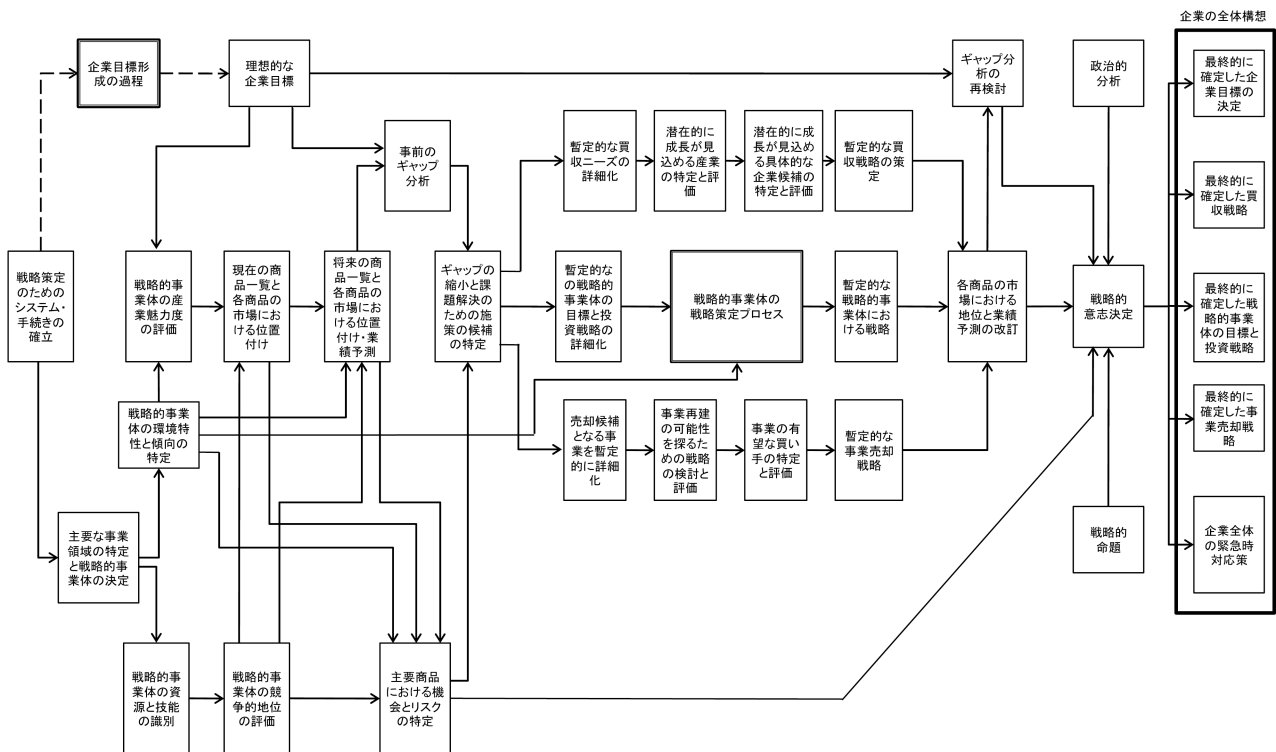 企業の全体構想
企業目標形
成の過程
理想的な
企業目標
ギャップ分
析の
再検討
政治的
分析
最終的に
確定した企
業目標の
決定
事前の
ギャップ
分析
暫定的な買
収ニーズの
詳細化
潜在的に
成長が見
込める産業
の特定と評
価
潜在的に成
長が見込め
る具体的な
企業候補の
特定と評価
暫定的な買
収戦略の策
定
最終的に
確定した買
収戦略
戦略策定
のための
システム・
手続きの
確立
戦略的事
業体の産
業魅力度
の評価
現在の商
品一覧と
各商品の
市場にお
ける位置
付け
将来の商
品一覧と
各商品の
市場にお
ける位置
付け・業
績予測
ギャップの
縮小と課
題解決の
ための施
策の候補
の特定
暫定的な
の戦略的
事業体の
目標と投
資戦略の
詳細化
戦略的事業体の
戦略策定プロセス
暫定的な
な戦略的
事業体に
おける戦略
各商品の市
場における
地位と業績
予測の改訂
戦略的
意志決定
最終的に
確定した戦
略的事業
体の目標と
投資戦略
戦略的事業
体の環境特
性と傾向の
特定
売却候補
となる事
業を暫定
的に詳細
化
事業再建
の可能性
を探るため
の戦略の
検討と
評価
事業の有
望な買い
手の特定
と評価
暫定的な
事業売却
戦略
最終的に
確定した事
業売却戦
略
主要な事業
領域の特定
と戦略的事
業体の決定
戦略的
命題
企業全体
の緊急時
対応策
戦略的事
業体の資
源と技能
の識別
戦略的事
業体の競
争的地位
の評価
主要商品
における機
会とリスク
の特定